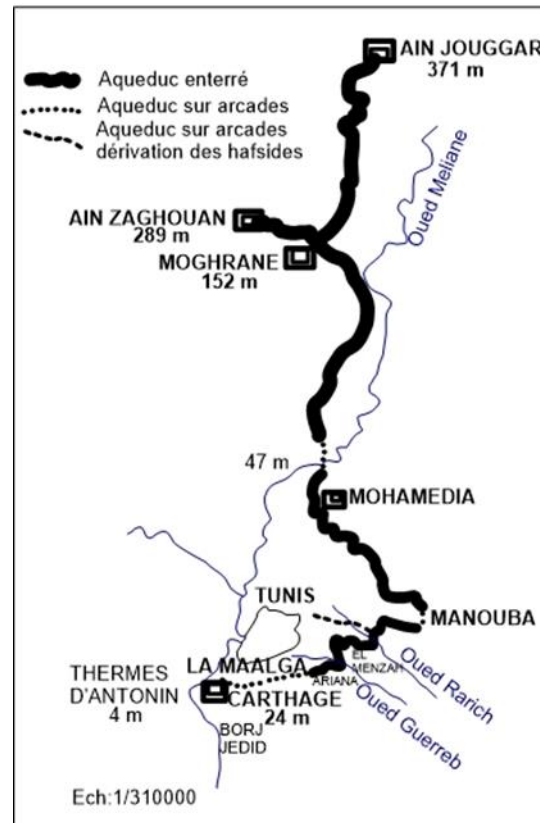 AIN JOUGGAR
371 m
Aqueduc enterré
Aqueduc sur arcades
Aqueduc sur arcades
dérivation des hafsides
Oued Meliane
AIN ZAGHOUAN
289 m
MOGHRANE
152 m
47 m
MOHAMEDIA
TUNIS
MANOUBA
EL
MENZAH
Oued Rarich
LA MAALGA
ARIANA
THERMES
D'ANTONIN
4 m
CARTHAGE
24 m
Oued Guerreb
BORJ
JEDID
Ech:1/310000